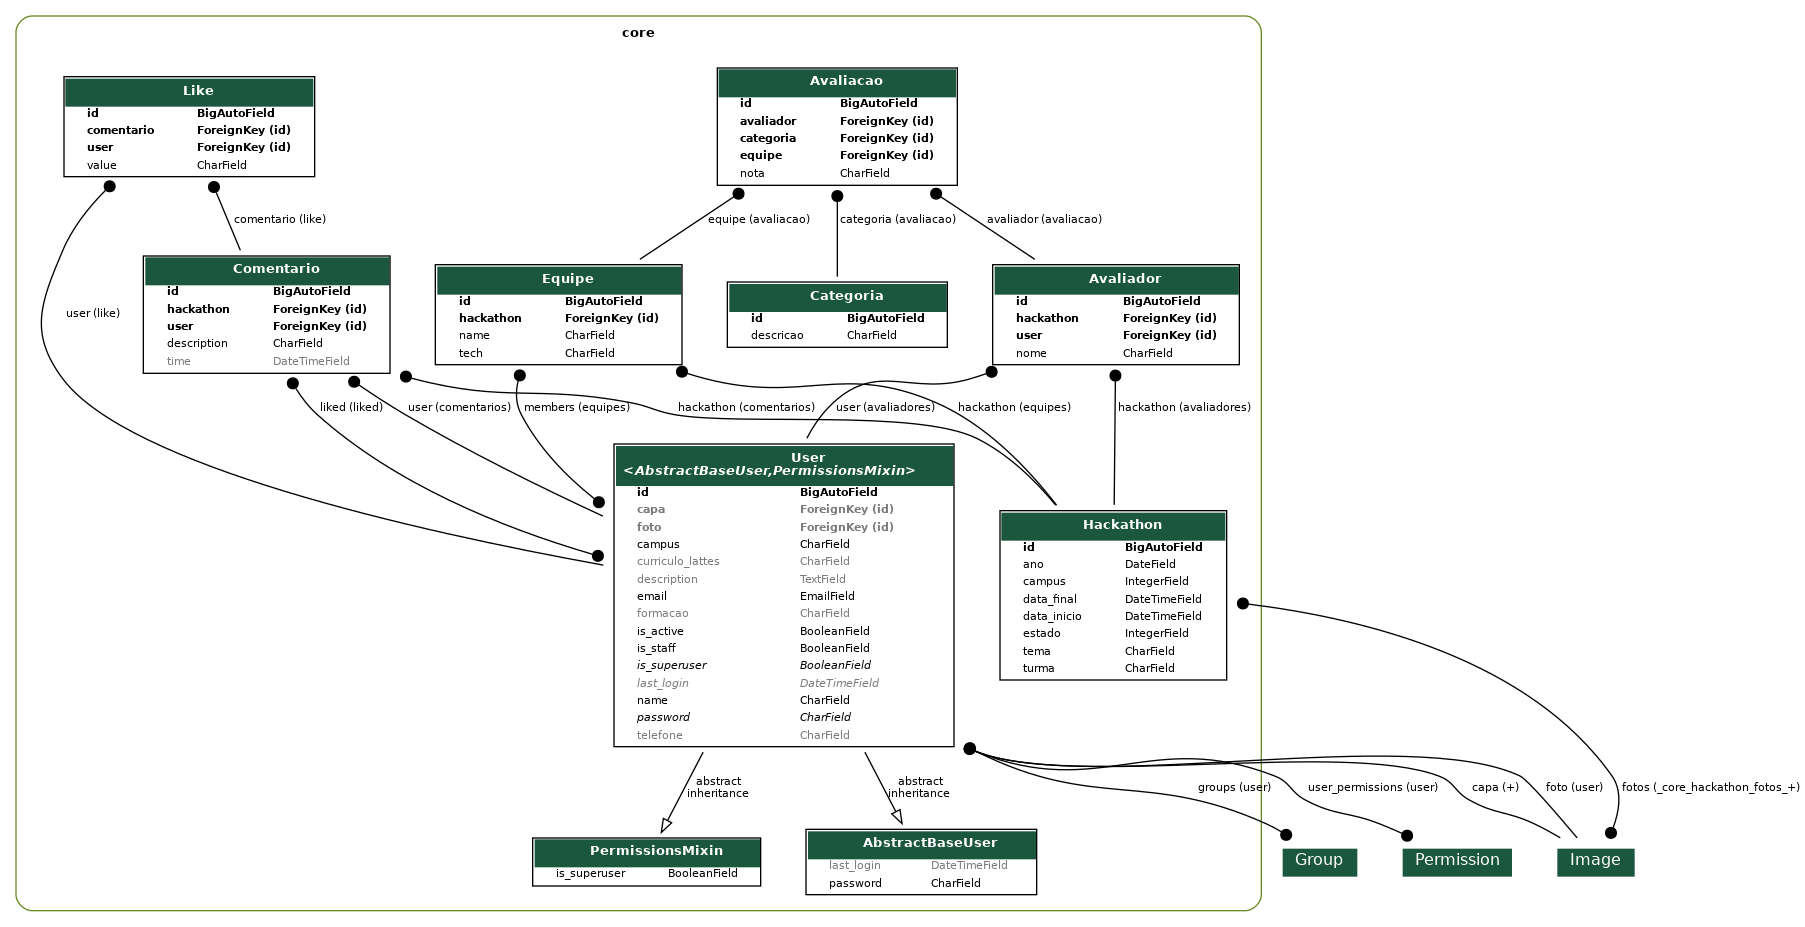 core
Like
id BigAutoField
comentario ForeignKey (id)
user ForeignKey (id)
value CharField
Avaliacao
id BigAutoField
avaliador ForeignKey (id)
categoria ForeignKey (id)
equipe ForeignKey (id)
nota CharField
comentario (like)
equipe (avaliacao)
categoria (avaliacao)
avaliador (avaliacao)
user (like)
Comentario
id BigAutoField
hackathon ForeignKey (id)
user ForeignKey (id)
description CharField
time DateTimeField
Equipe
id BigAutoField
hackathon ForeignKey (id)
name CharField
tech CharField
Categoria
id BigAutoField
descricao CharField
Avaliador
id BigAutoField
hackathon ForeignKey (id)
user ForeignKey (id)
nome CharField
liked (liked)
user (comentarios)
members (equipes)
hackathon (comentarios)
user (avaliadores)
hackathon (equipes)
hackathon (avaliadores)
User
<AbstractBaseUser,PermissionsMixin>
id BigAutoField
capa ForeignKey (id)
foto ForeignKey (id)
campus CharField
curriculo_lattes CharField
description TextField
email EmailField
formacao CharField
is_active BooleanField
is_staff BooleanField
is_superuser BooleanField
last_login DateTimeField
name CharField
password CharField
telefone CharField
Hackathon
id BigAutoField
ano DateField
campus IntegerField
data_final DateTimeField
data_inicio DateTimeField
estado IntegerField
tema CharField
turma CharField
abstract
inheritance
abstract
inheritance
groups (user)
user_permissions (user)
capa (+)
foto (user)
fotos (_core_hackathon_fotos_+)
PermissionsMixin
is_superuser BooleanField
AbstractBaseUser
last_login DateTimeField
password CharField
Group
Permission
Image